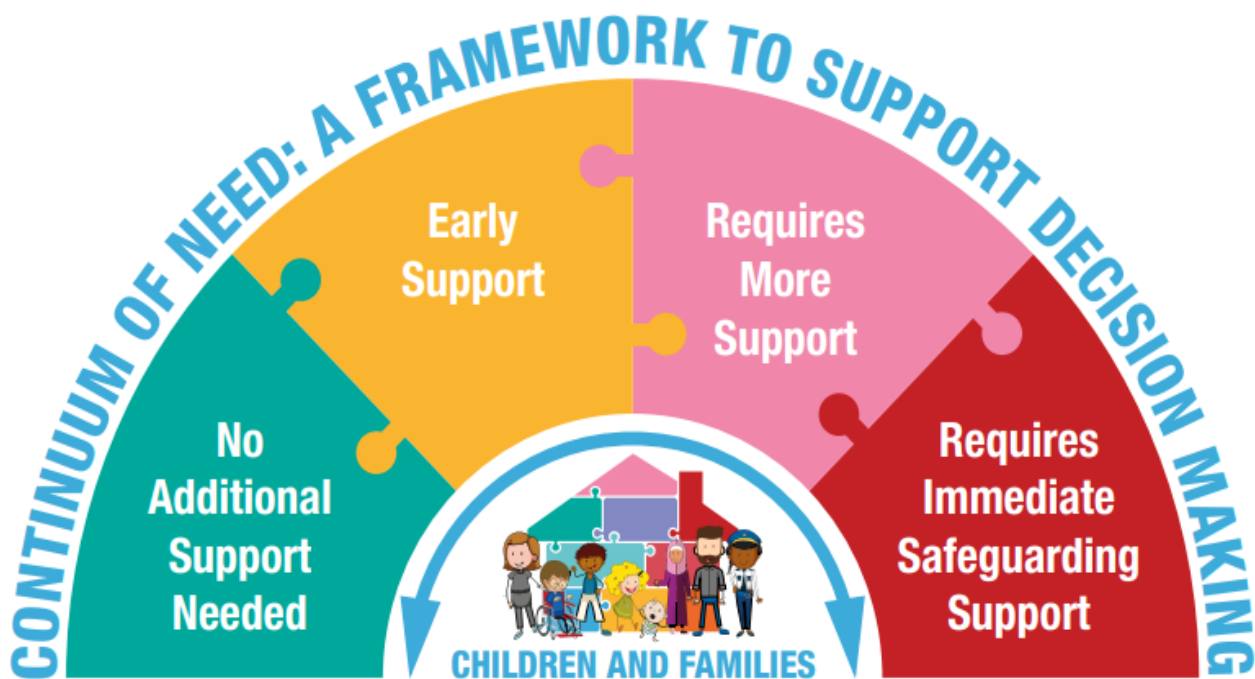 CONTINUUM OF NEED: A FRAMEWORK TO SUPPORT DECISION MAKING
No
Additional
Support
Needed
Early
Support
Requires
More
Support
Requires
Immediate
Safeguarding
Support
CHILDREN AND FAMILIES